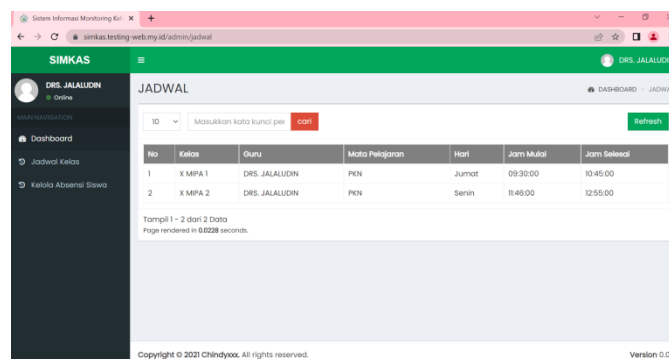 Sistem Informasi Monitoring Kel
simkas.testing-web.my.id/admin/jadwal
SIMKAS
DRS. JALALUDI
DRS. JALALUDIN
Online
MAIN NAVIGATION
Dashboard
Jadwal Kelas
Kelola Absensi Siswa
JADWAL
DASHBOARD - JADWA
10 Masukkan kata kunci per cari Refresh
No Kelas Guru Mata Pelajaran Hari Jam Mulai Jam Selesai
1 X MIPA 1 DRS. JALALUDIN PKN Jumat 09:30:00 10:45:00
2 X MIPA 2 DRS. JALALUDIN PKN Senin 11:46:00 12:55:00
Tampil 1 - 2 dari 2 Data
Page rendered in 0.0228 seconds.
Copyright © 2021 Chindyxxx. All rights reserved. Version 0.0